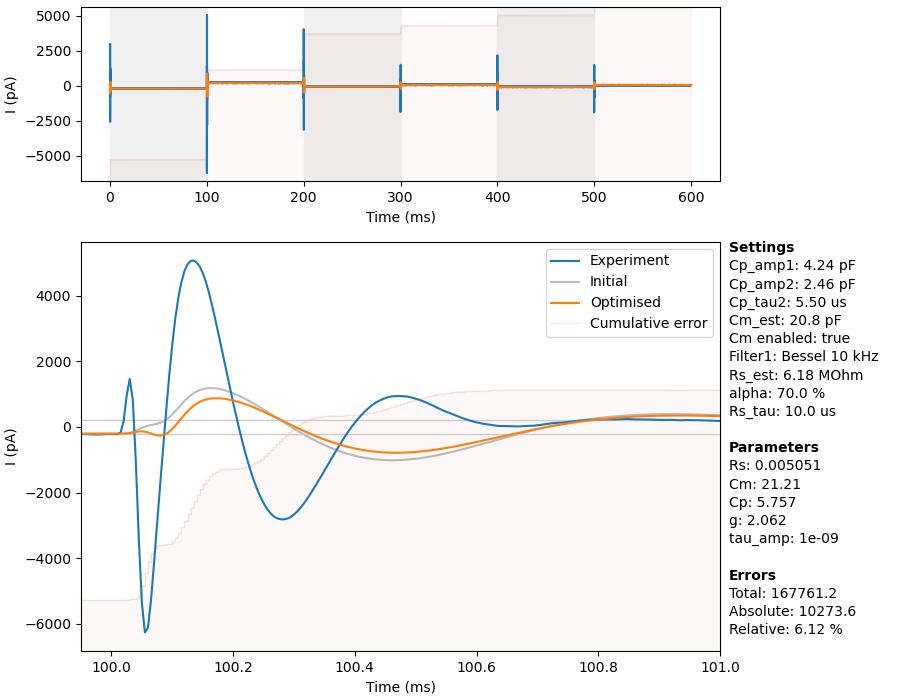 5000
2500
0
−2500
−5000
I (pA)
0 100 200 300 400 500 600
Time (ms)
4000
2000
0
−2000
−4000
−6000
I (pA)
100.0 100.2 100.4 100.6 100.8 101.0
Time (ms)
Experiment
Initial
Optimised
Cumulative error
Settings
Cp_amp1: 4.24 pF
Cp_amp2: 2.46 pF
Cp_tau2: 5.50 us
Cm_est: 20.8 pF
Cm enabled: true
Filter1: Bessel 10 kHz
Rs_est: 6.18 MOhm
alpha: 70.0 %
Rs_tau: 10.0 us
Parameters
Rs: 0.005051
Cm: 21.21
Cp: 5.757
g: 2.062
tau_amp: 1e-09
Errors
Total: 167761.2
Absolute: 10273.6
Relative: 6.12 %